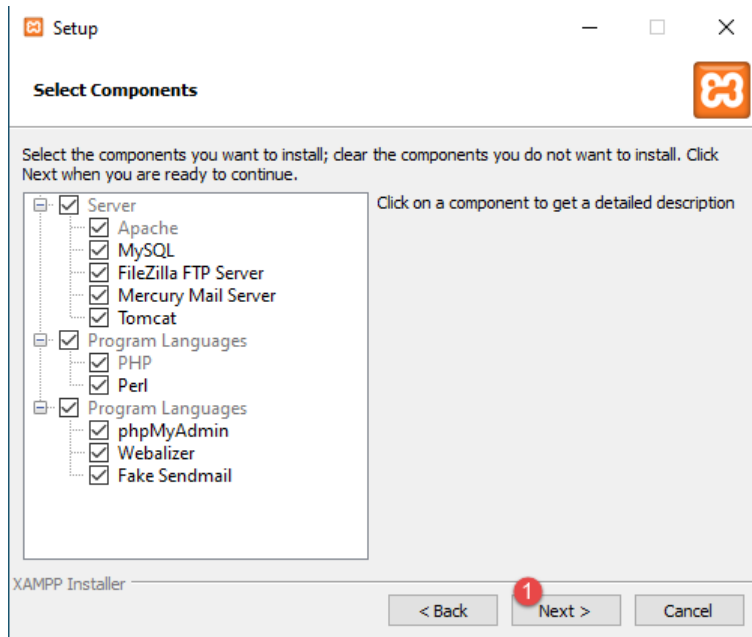 Setup
Select Components
Select the components you want to install; clear the components you do not want to install. Click
Next when you are ready to continue.
Click on a component to get a detailed description
Server
Apache
MySQL
FileZilla FTP Server
Mercury Mail Server
Tomcat
Program Languages
PHP
Perl
Program Languages
phpMyAdmin
Webalizer
Fake Sendmail
XAMPP Installer
1
< Back
Next >
Cancel